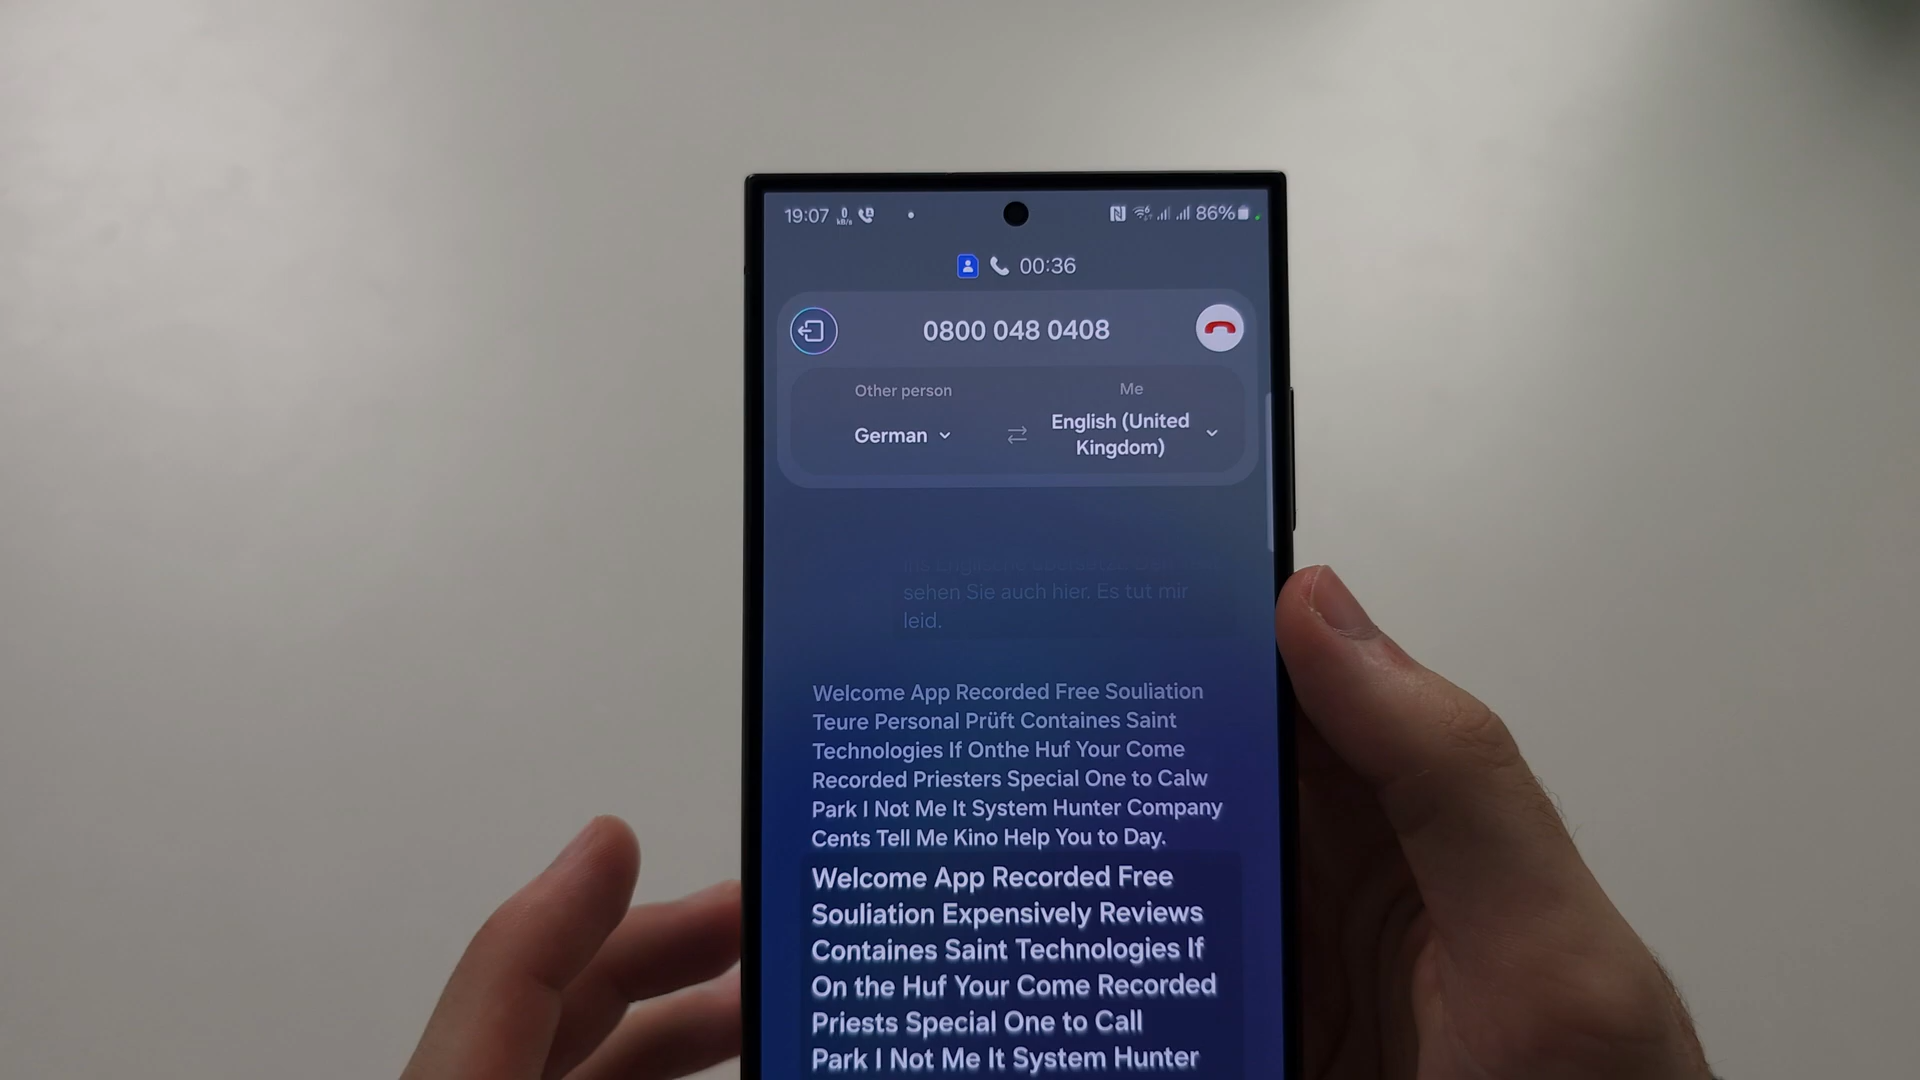 19:07
86%
00:36
0800 048 0408
Other person
Me
German
English (United
Kingdom)
sehen Sie auch hier. Es tut mir
leid.
Welcome App Recorded Free Souliation
Teure Personal Prüft Containes Saint
Technologies If Onthe Huf Your Come
Recorded Priesters Special One to Calw
Park I Not Me It System Hunter Company
Cents Tell Me Kino Help You to Day.
Welcome App Recorded Free
Souliation Expensively Reviews
Containes Saint Technologies If
On the Huf Your Come Recorded
Priests Special One to Call
Park I Not Me It System Hunter